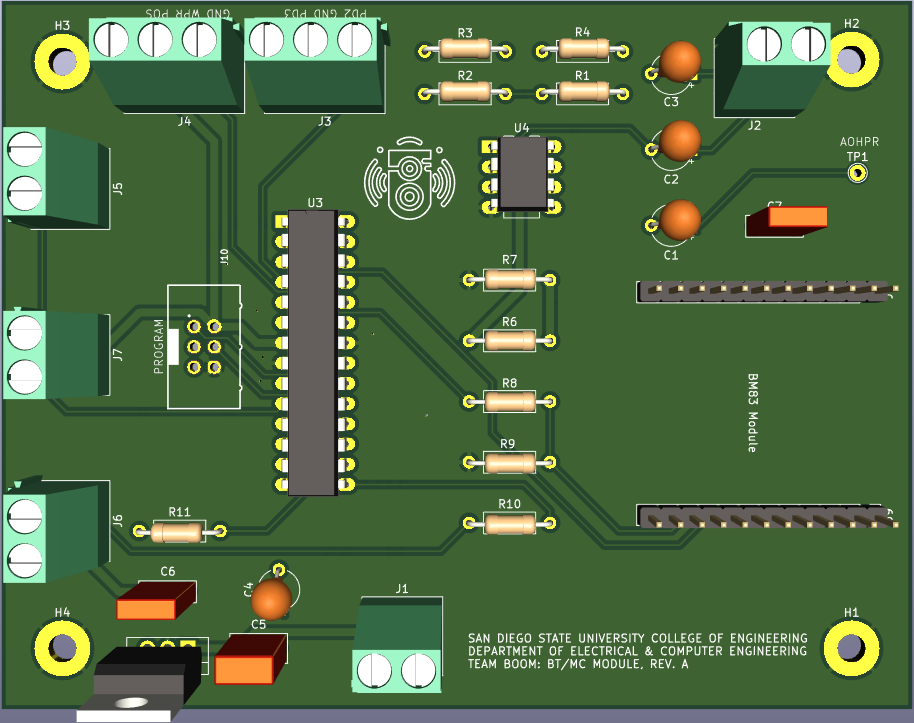 H3
PD2 GND PD3
GND WPR POS
R3
R4
H2
R2
R1
C3
J4
J3
J2
U4
AOHPR
TP1
C2
J5
U3
C7
C1
J10
R7
PROGRAM
R6
J7
R8
BM83 Module
R9
R11
R10
J6
C6
C4
J1
H4
C5
H1
SAN DIEGO STATE UNIVERSITY COLLEGE OF ENGINEERING
DEPARTMENT OF ELECTRICAL & COMPUTER ENGINEERING
TEAM BOOM: BT/MC MODULE, REV. A